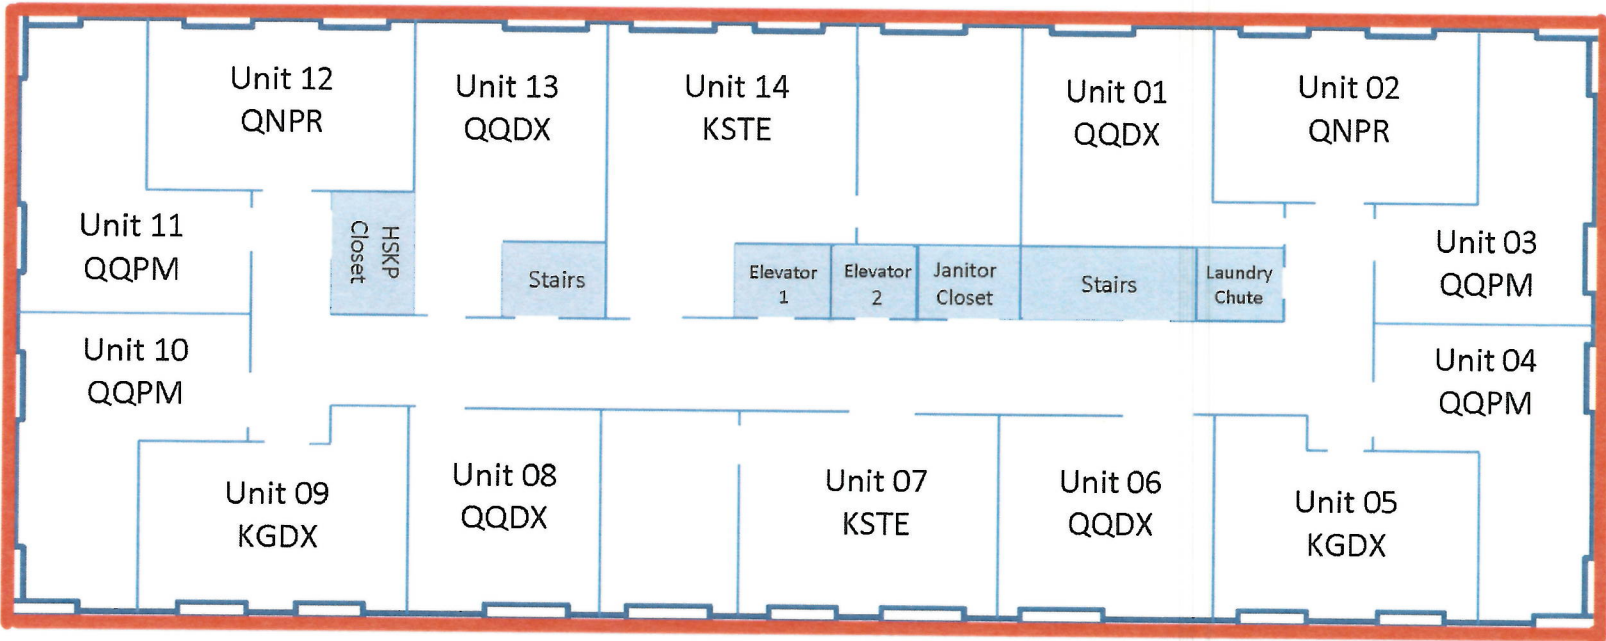 Unit 12
QNPR
Unit 13
QQDX
Unit 14
KSTE
Unit 01
QQDX
Unit 02
QNPR
Unit 11
QQPM
HSKP
Closet
Stairs
Elevator
1
Elevator
2
Janitor
Closet
Stairs
Laundry
Chute
Unit 03
QQPM
Unit 10
QQPM
Unit 04
QQPM
Unit 09
KGDX
Unit 08
QQDX
Unit 07
KSTE
Unit 06
QQDX
Unit 05
KGDX